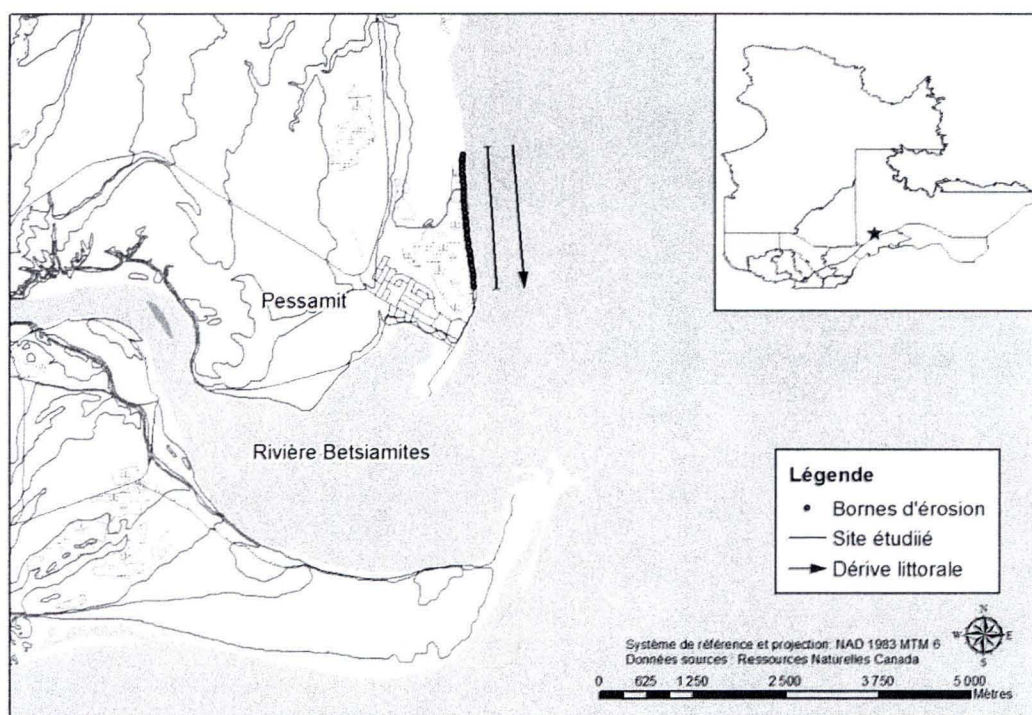 Pessamit
Rivière Betsiamites
Légende
Bornes d'érosion
Site étudiié
Dérive littorale
N
W E
S
Système de référence et projection: NAD 1983 MTM 6
Données sources : Ressources Naturelles Canada
0 625 1 250 2 500 3 750 5 000
Mètres